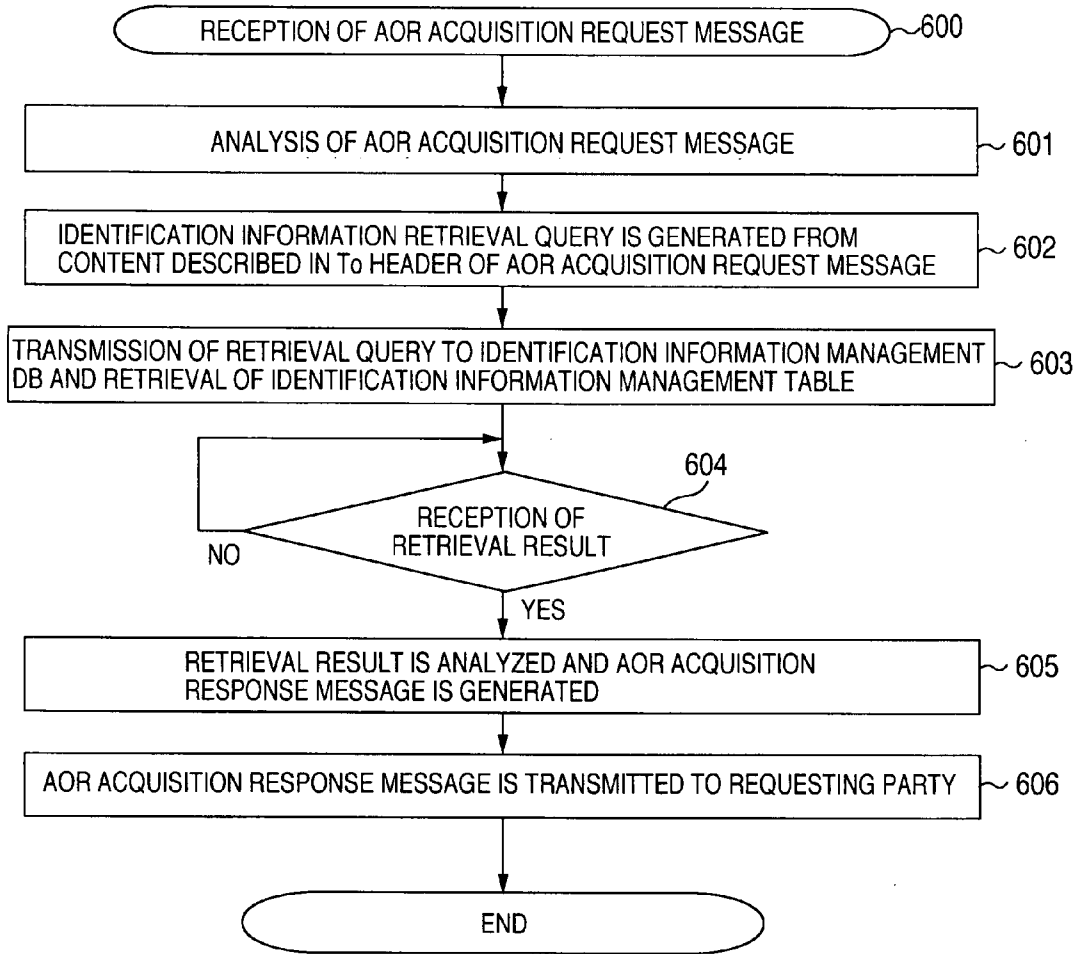 RECEPTION OF AOR ACQUISITION REQUEST MESSAGE
600
ANALYSIS OF AOR ACQUISITION REQUEST MESSAGE
601
IDENTIFICATION INFORMATION RETRIEVAL QUERY IS GENERATED FROM
CONTENT DESCRIBED IN To HEADER OF AOR ACQUISITION REQUEST MESSAGE
602
TRANSMISSION OF RETRIEVAL QUERY TO IDENTIFICATION INFORMATION MANAGEMENT
DB AND RETRIEVAL OF IDENTIFICATION INFORMATION MANAGEMENT TABLE
603
604
RECEPTION OF
RETRIEVAL RESULT
NO
YES
RETRIEVAL RESULT IS ANALYZED AND AOR ACQUISITION
RESPONSE MESSAGE IS GENERATED
605
AOR ACQUISITION RESPONSE MESSAGE IS TRANSMITTED TO REQUESTING PARTY
606
END